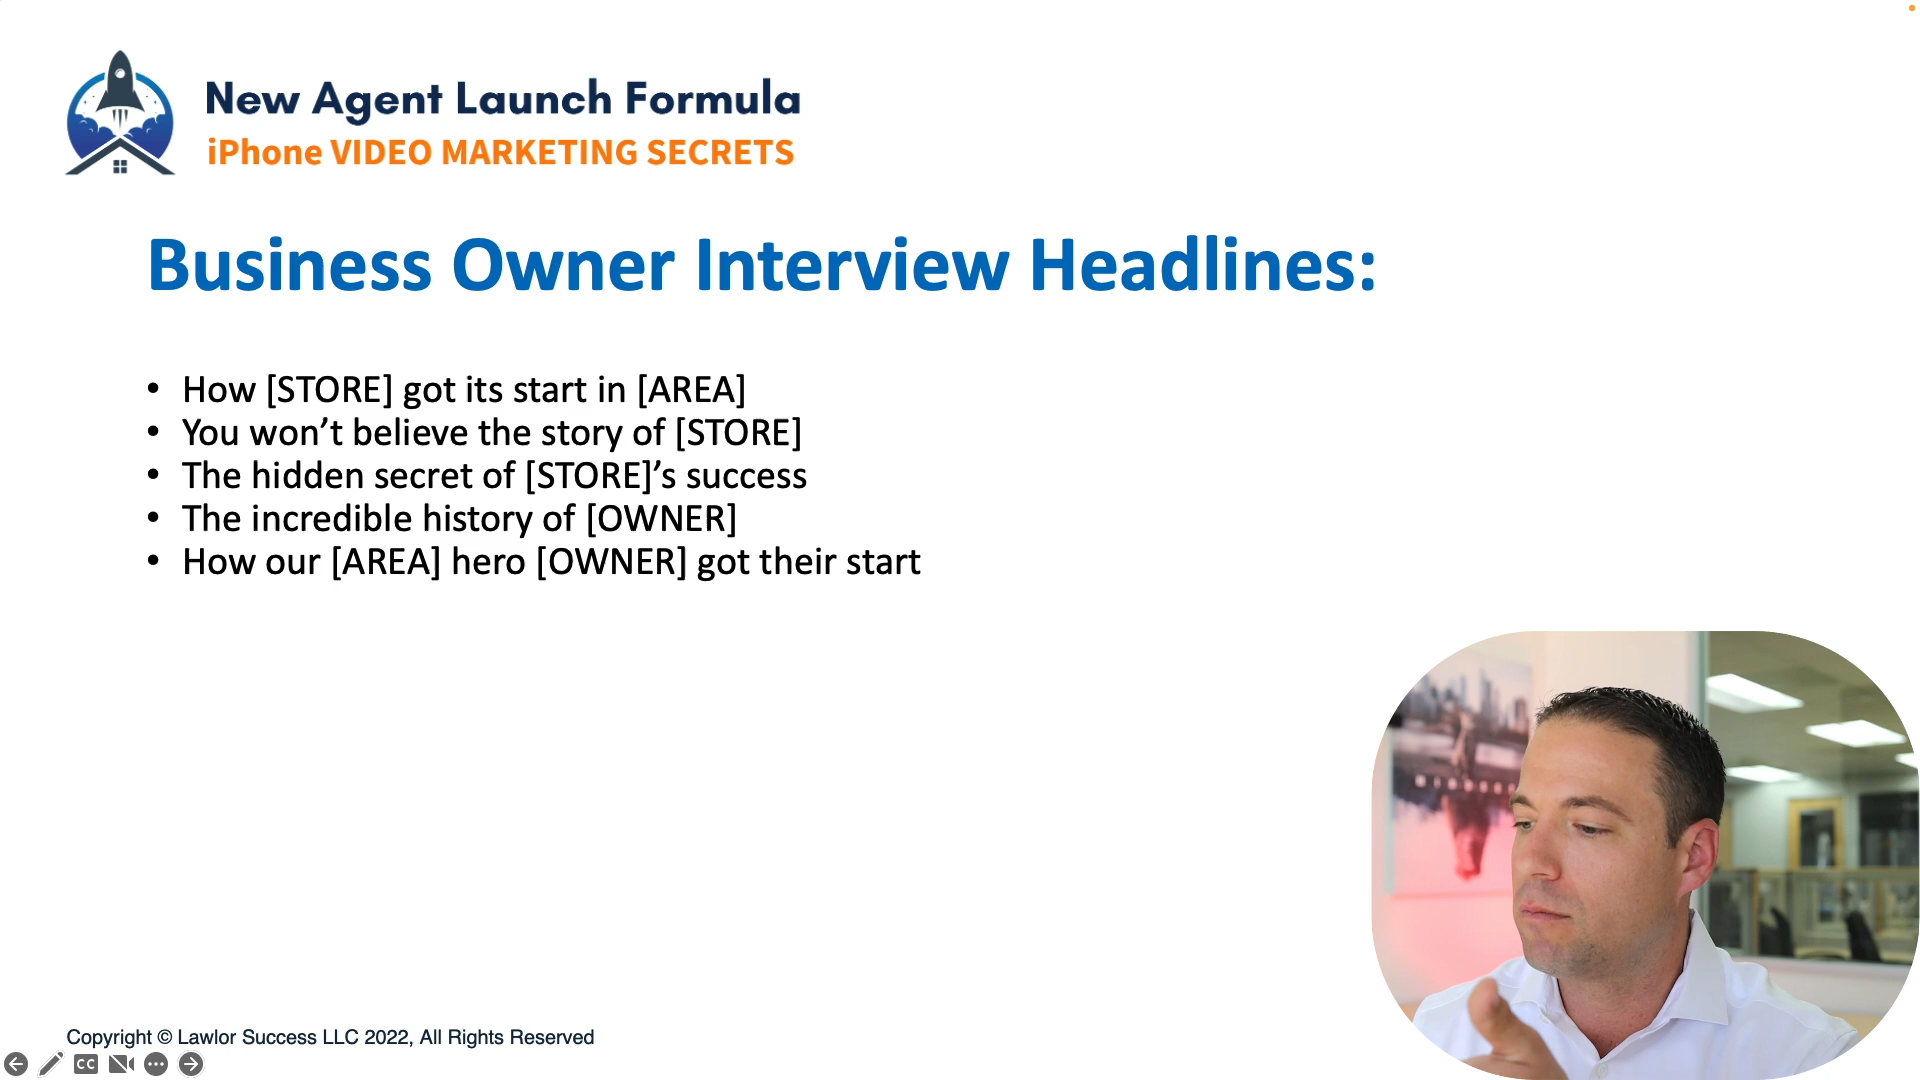 New Agent Launch Formula
iPhone VIDEO MARKETING SECRETS
Business Owner Interview Headlines:
• How [STORE] got its start in [AREA]
• You won’t believe the story of [STORE]
• The hidden secret of [STORE]’s success
• The incredible history of [OWNER]
• How our [AREA] hero [OWNER] got their start
Copyright © Lawlor Success LLC 2022, All Rights Reserved
CC